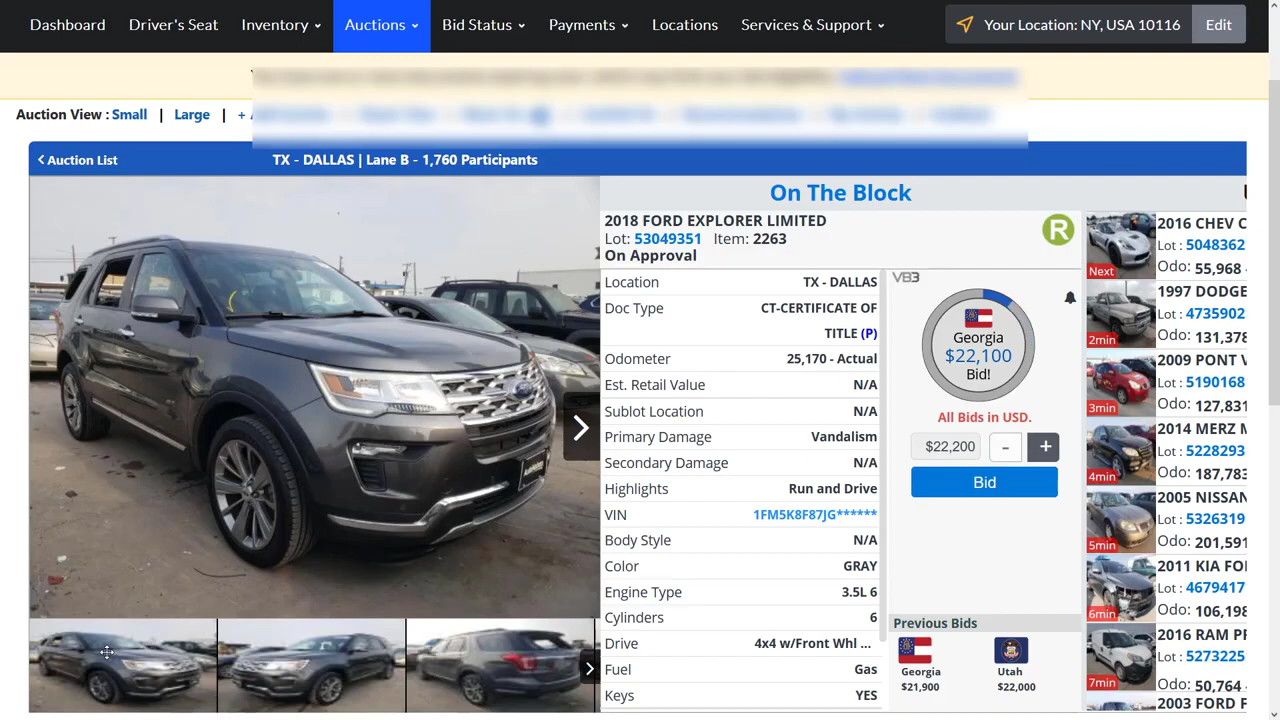 Dashboard Driver's Seat Inventory Auctions Bid Status Payments Locations Services & Support Your Location: NY, USA 10116 Edit
Auction View : Small | Large | +
Auction List TX - DALLAS | Lane B - 1,760 Participants
On The Block
2018 FORD EXPLORER LIMITED
Lot: 53049351 Item: 2263
On Approval
R
Location TX - DALLAS
Doc Type CT-CERTIFICATE OF
TITLE (P)
Odometer 25,170 - Actual
Est. Retail Value N/A
Sublot Location N/A
Primary Damage Vandalism
Secondary Damage N/A
Highlights Run and Drive
VIN 1FM5K8F87JG******
Body Style N/A
Color GRAY
Engine Type 3.5L 6
Cylinders 6
Drive 4x4 w/Front Whl ...
Fuel Gas
Keys YES
VB3
Georgia
$22,100
Bid!
All Bids in USD.
$22,200 - +
Bid
Previous Bids
Georgia
$21,900
Utah
$22,000
2016 CHEV C
Lot : 5048362
Odo: 55,968
Next
1997 DODGE
Lot : 4735902
Odo: 131,378
2min
2009 PONT V
Lot : 5190168
Odo: 127,831
3min
2014 MERZ M
Lot : 5228293
Odo: 187,783
4min
2005 NISSAN
Lot : 5326319
Odo: 201,591
5min
2011 KIA FO
Lot : 4679417
Odo: 106,198
6min
2016 RAM PR
Lot : 5273225
Odo: 50,764
7min
2003 FORD F